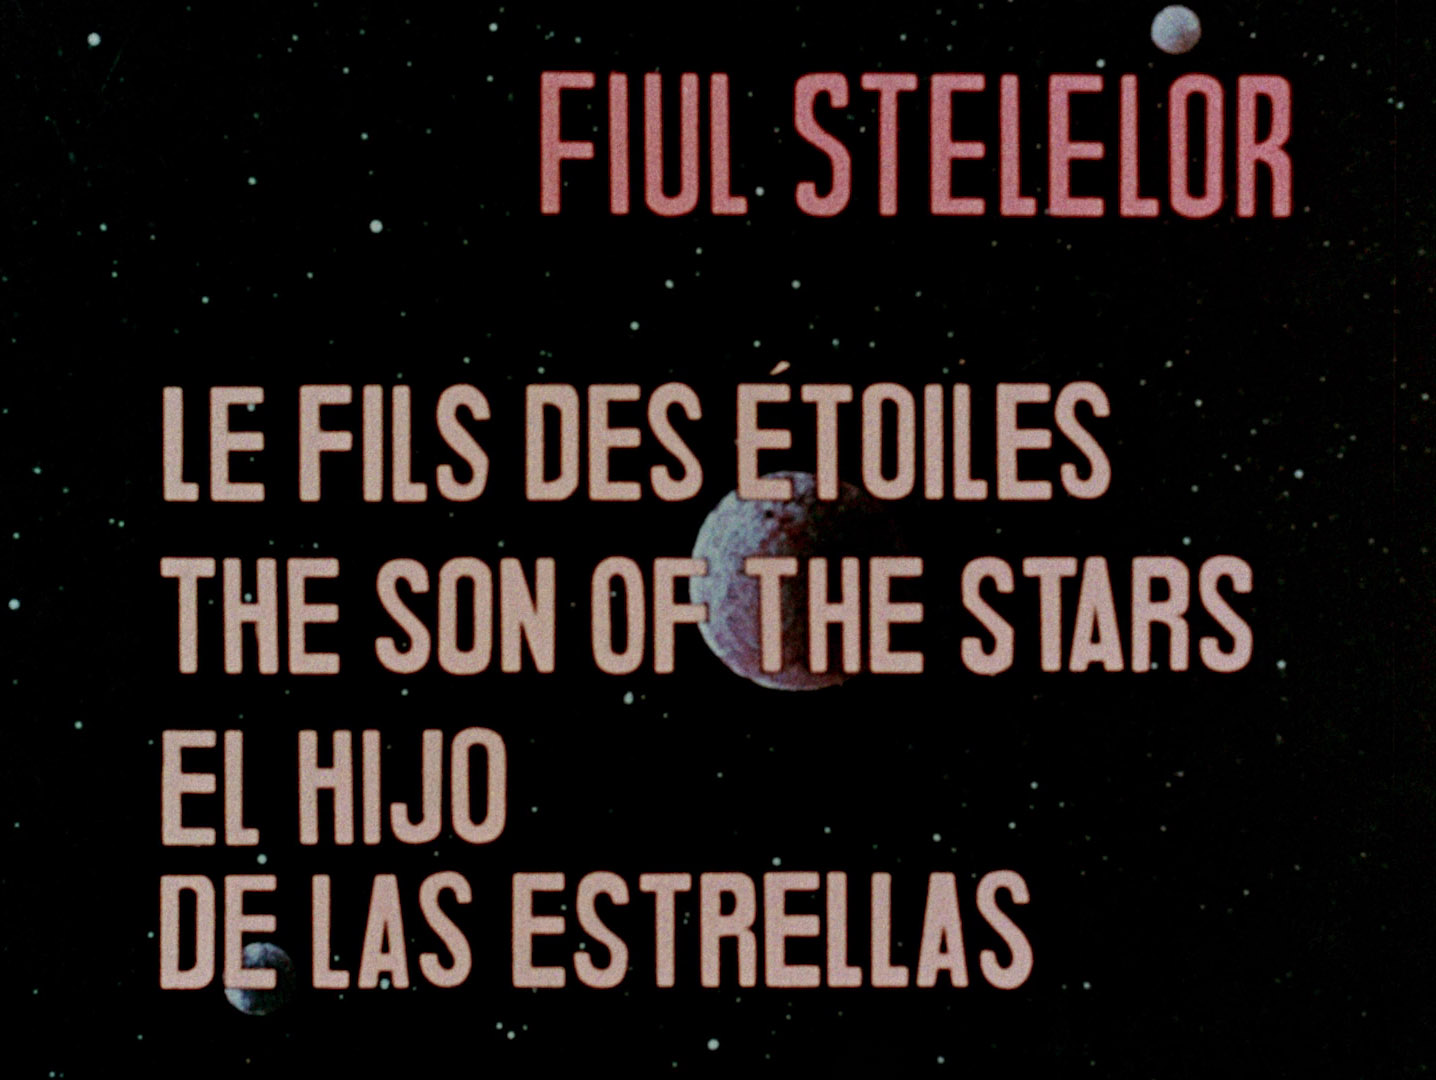 FIUL STELELOR
LE FILS DES ÉTOILES
THE SON OF THE STARS
EL HIJO
DE LAS ESTRELLAS